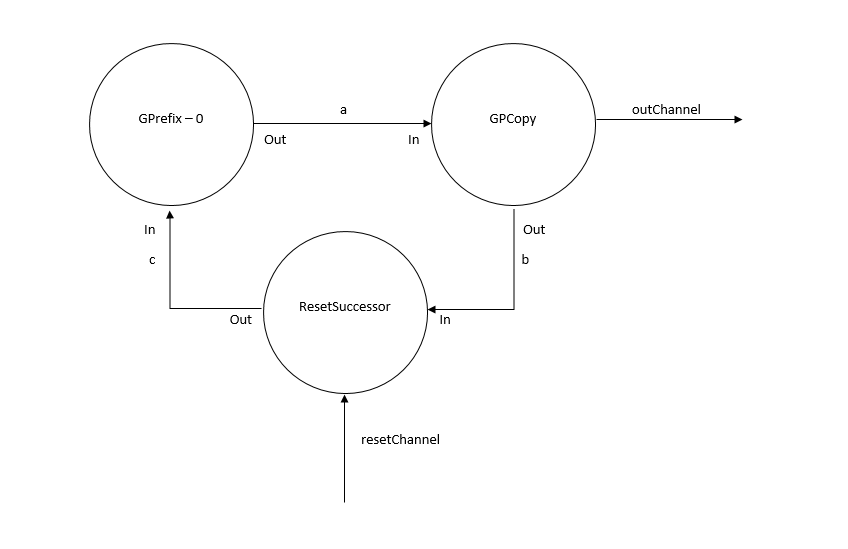 GPrefix – 0
a
GPCopy
outChannel
Out
In
In
c
Out
b
ResetSuccessor
Out
In
resetChannel